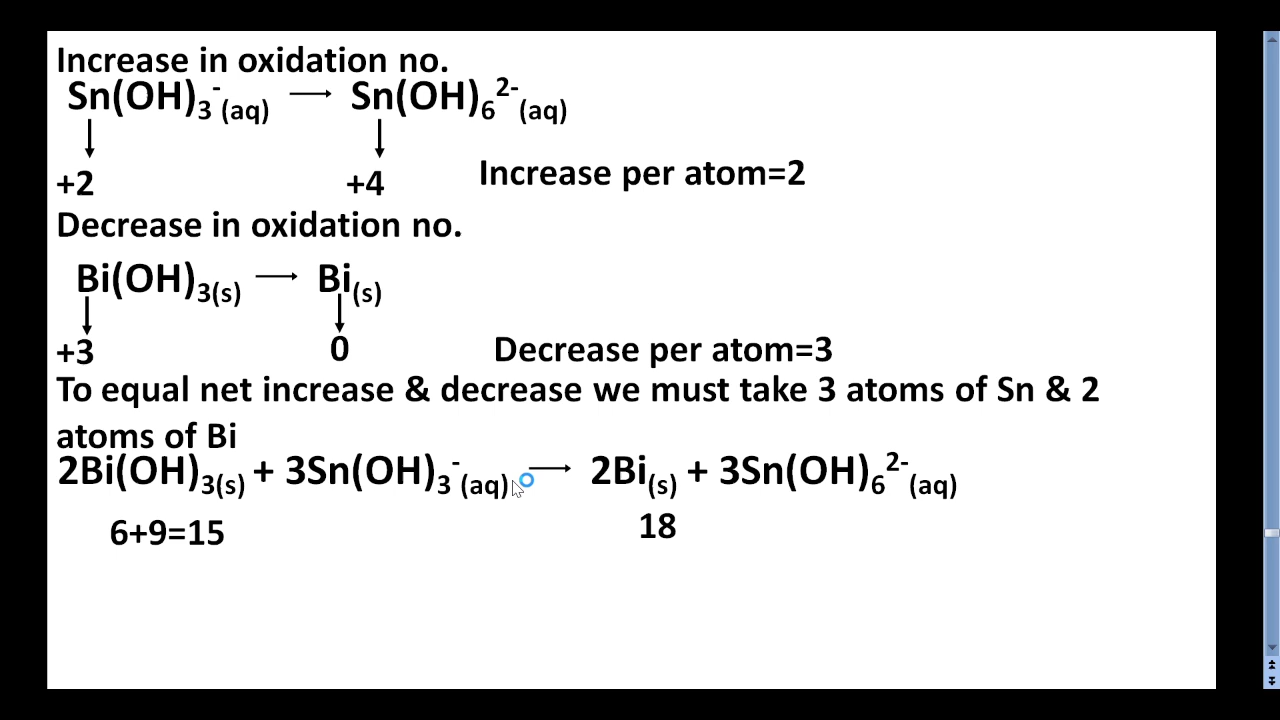 Increase in oxidation no.
Sn(OH)₃⁻(aq) ⟶ Sn(OH)₆²⁻(aq)
+2 +4 Increase per atom=2
Decrease in oxidation no.
Bi(OH)₃(s) ⟶ Bi(s)
+3 0 Decrease per atom=3
To equal net increase & decrease we must take 3 atoms of Sn & 2
atoms of Bi
2Bi(OH)₃(s) + 3Sn(OH)₃⁻(aq) ⟶ 2Bi(s) + 3Sn(OH)₆²⁻(aq)
6+9=15 18